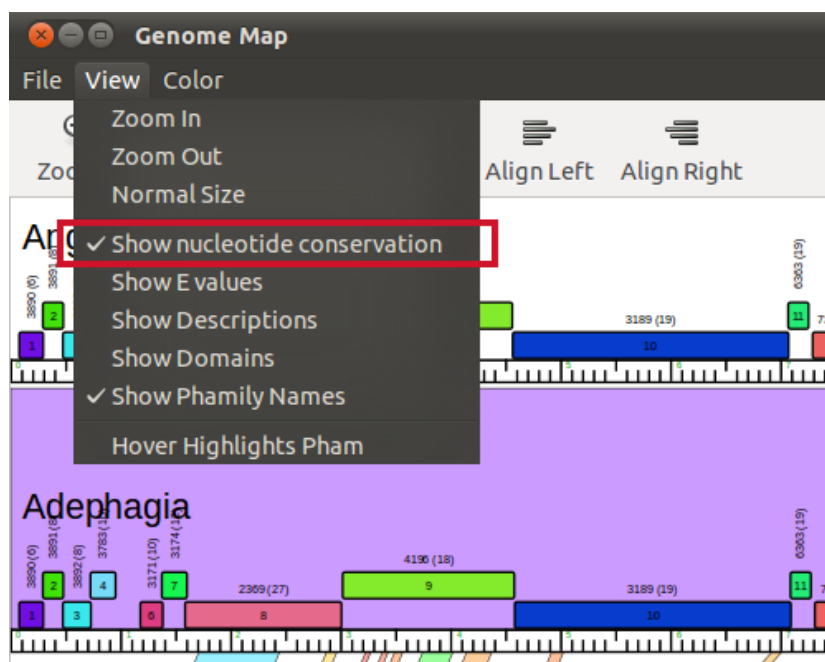 Genome Map
File View Color
Zoom In
Zoom Out
Normal Size
Align Left Align Right
✓ Show nucleotide conservation
Show E values
Show Descriptions
Show Domains
✓ Show Phamily Names
Hover Highlights Pham
3890 (6)
3189 (19)
6363 (19)
2
11
1
10
Adephagia
3890 (6)
3892 (8)
3171 (10)
2369 (27)
4196 (18)
3189 (19)
6363 (19)
2
4
7
9
11
1
3
6
8
10